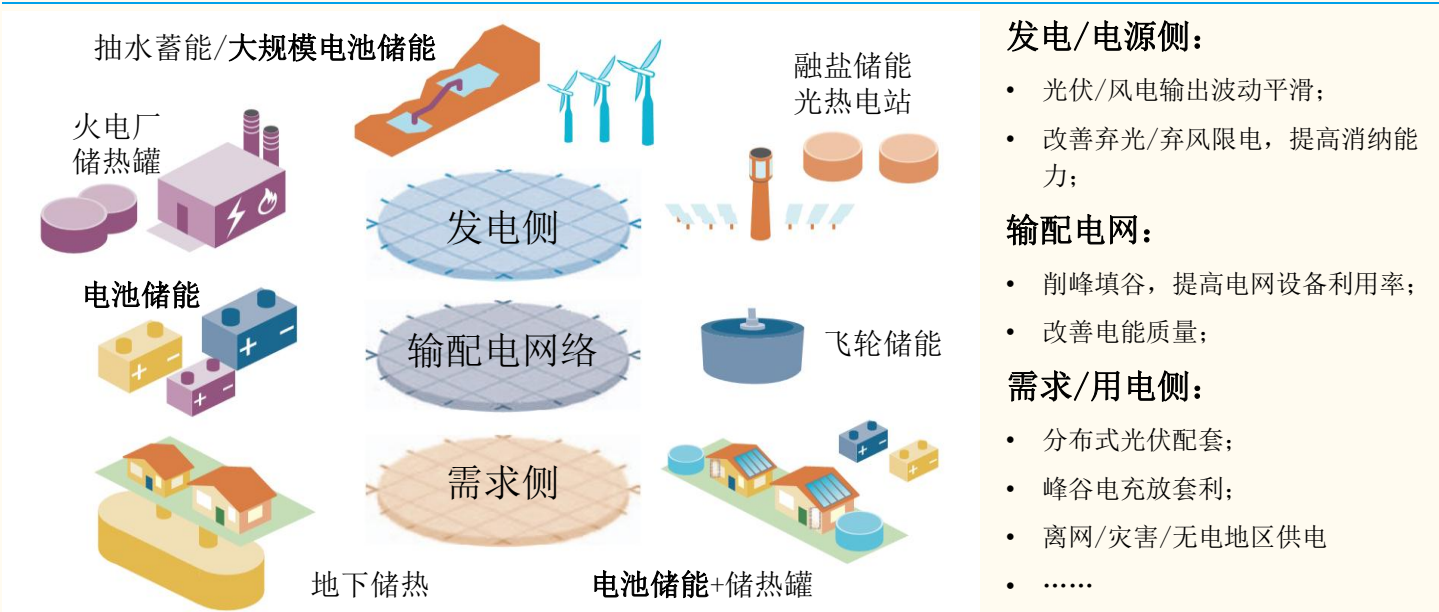 抽水蓄能/大规模电池储能
火电厂
储热罐
融盐储能
光热电站
发电侧
电池储能
输配电网络
飞轮储能
需求侧
地下储热
电池储能+储热罐
发电/电源侧：
• 光伏/风电输出波动平滑；
• 改善弃光/弃风限电，提高消纳能
力；
输配电网：
• 削峰填谷，提高电网设备利用率；
• 改善电能质量；
需求/用电侧：
• 分布式光伏配套；
• 峰谷电充放套利；
• 离网/灾害/无电地区供电
• ……